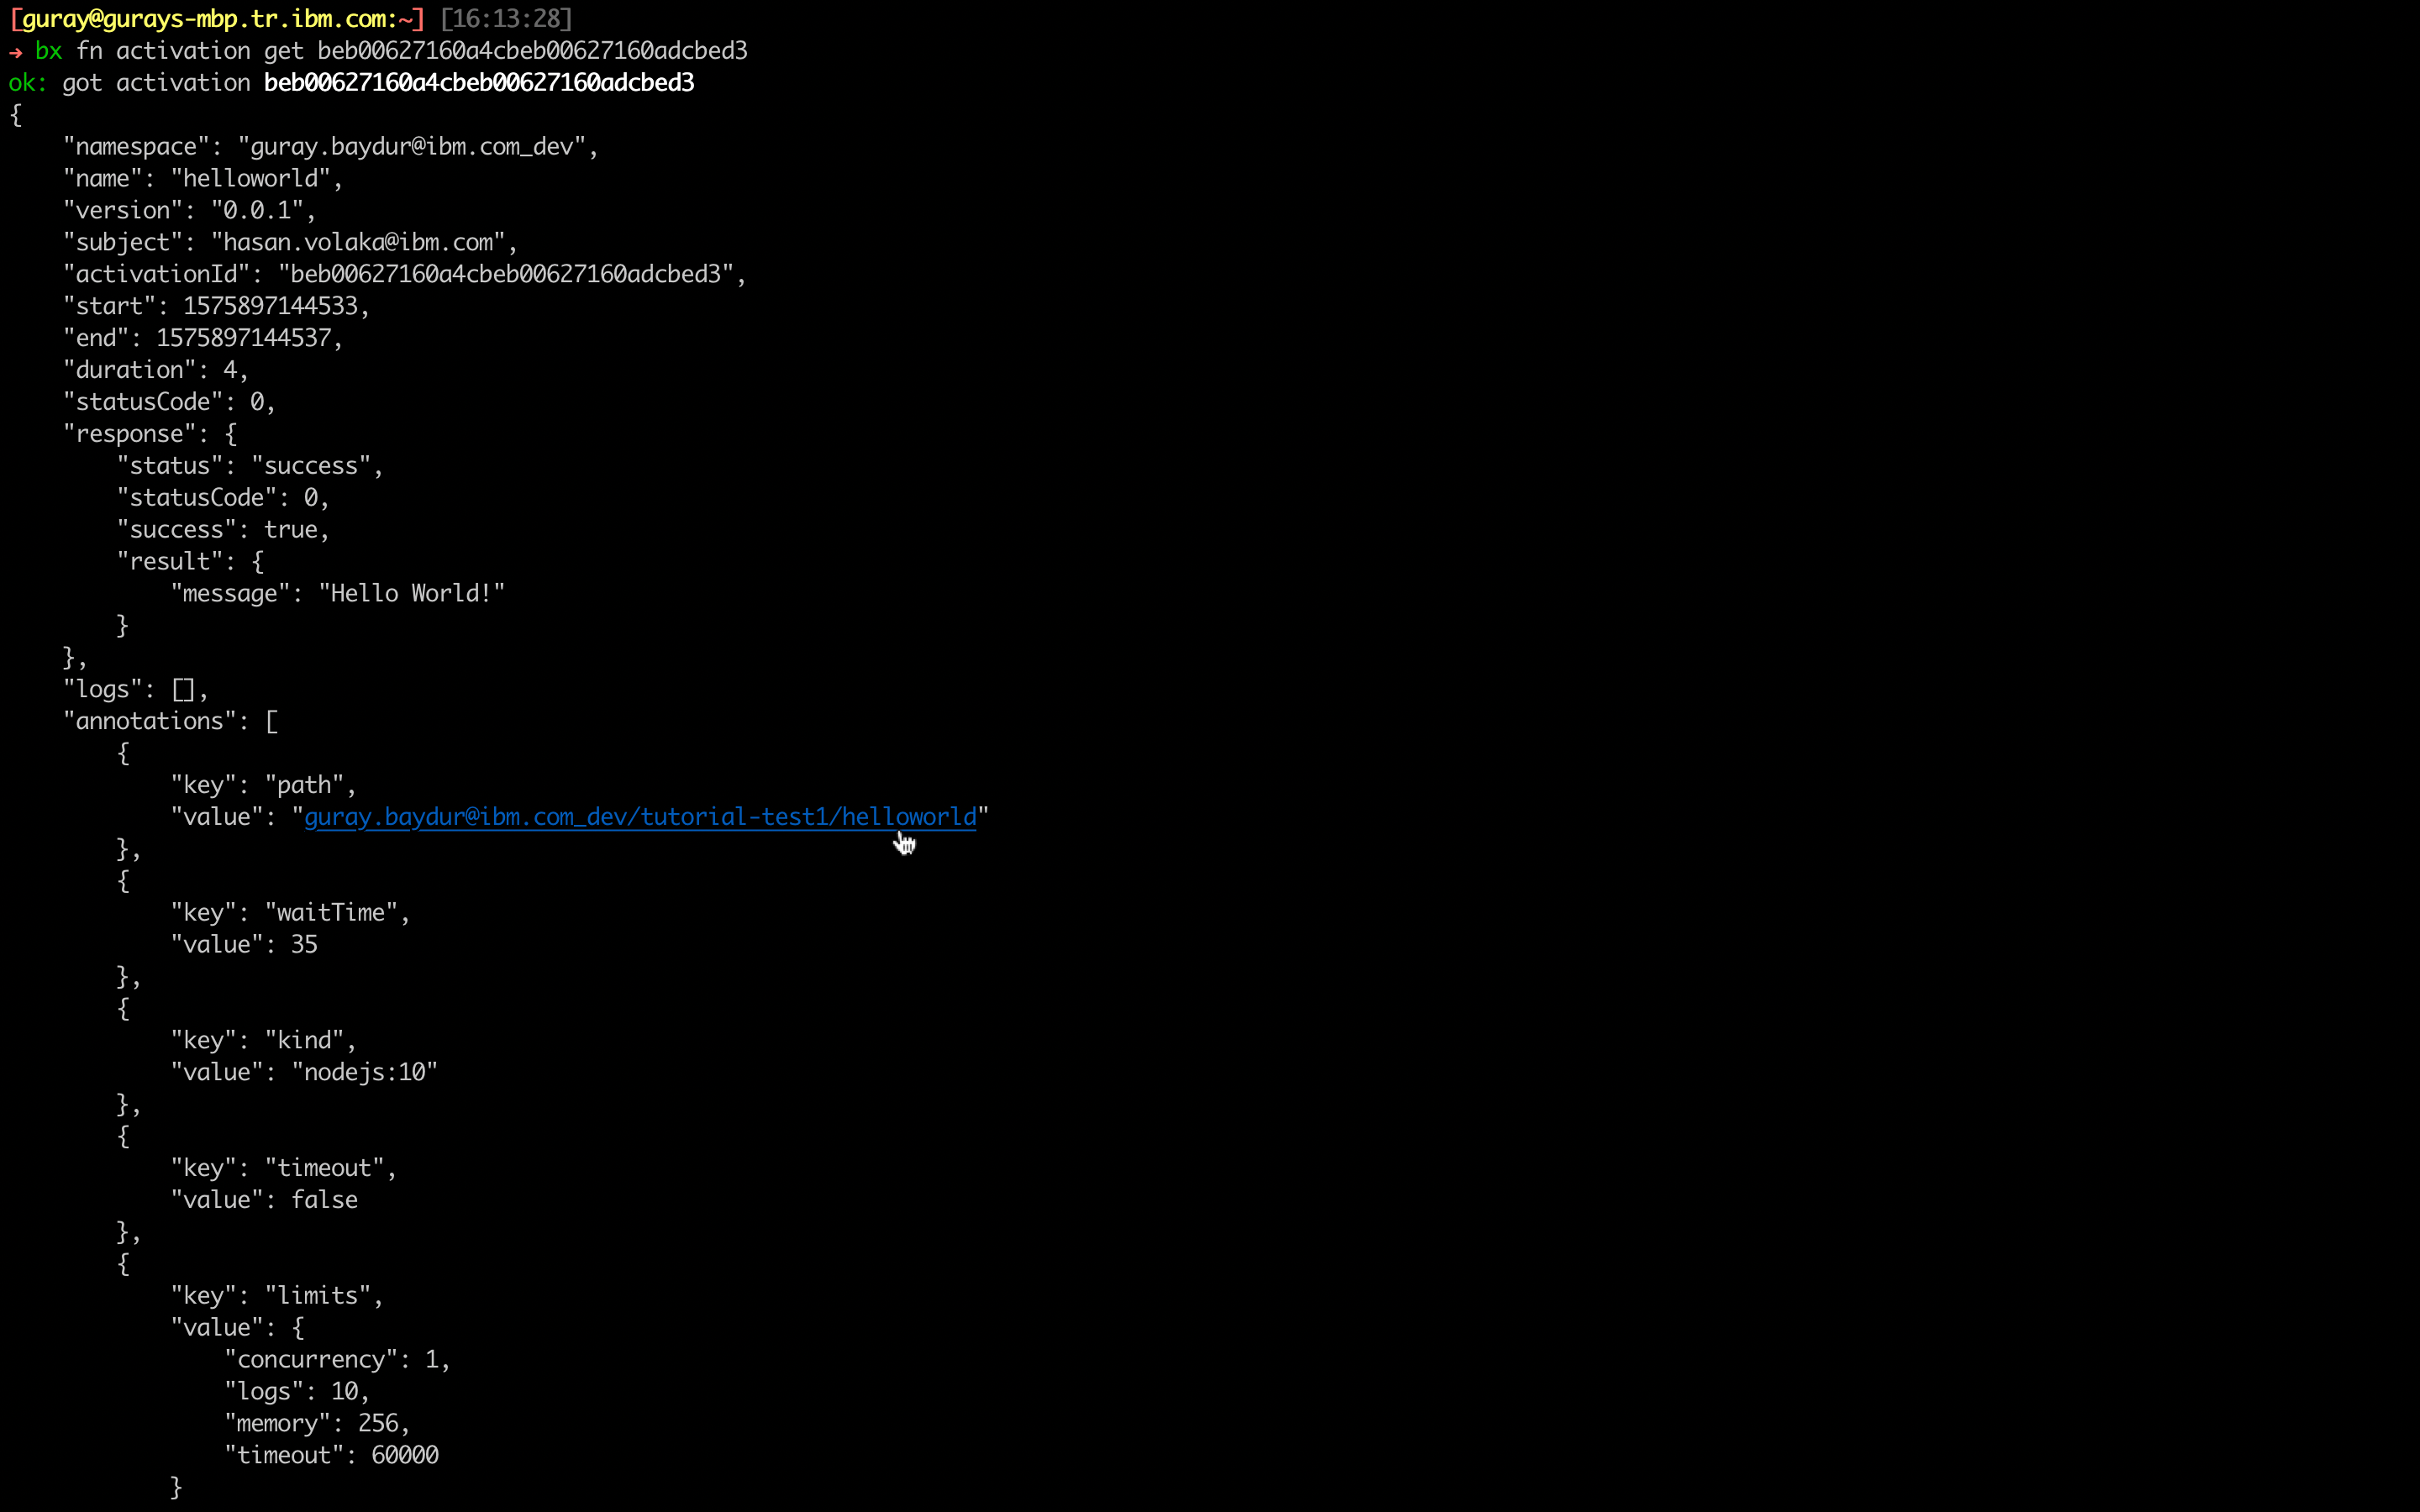 [guray@gurays-mbp.tr.ibm.com:~] [16:13:28]
→ bx fn activation get beb00627160a4cbeb00627160adcbed3
ok: got activation beb00627160a4cbeb00627160adcbed3
{
    "namespace": "guray.baydur@ibm.com_dev",
    "name": "helloworld",
    "version": "0.0.1",
    "subject": "hasan.volaka@ibm.com",
    "activationId": "beb00627160a4cbeb00627160adcbed3",
    "start": 1575897144533,
    "end": 1575897144537,
    "duration": 4,
    "statusCode": 0,
    "response": {
        "status": "success",
        "statusCode": 0,
        "success": true,
        "result": {
            "message": "Hello World!"
        }
    },
    "logs": [],
    "annotations": [
        {
            "key": "path",
            "value": "guray.baydur@ibm.com_dev/tutorial-test1/helloworld"
        },
        {
            "key": "waitTime",
            "value": 35
        },
        {
            "key": "kind",
            "value": "nodejs:10"
        },
        {
            "key": "timeout",
            "value": false
        },
        {
            "key": "limits",
            "value": {
                "concurrency": 1,
                "logs": 10,
                "memory": 256,
                "timeout": 60000
            }